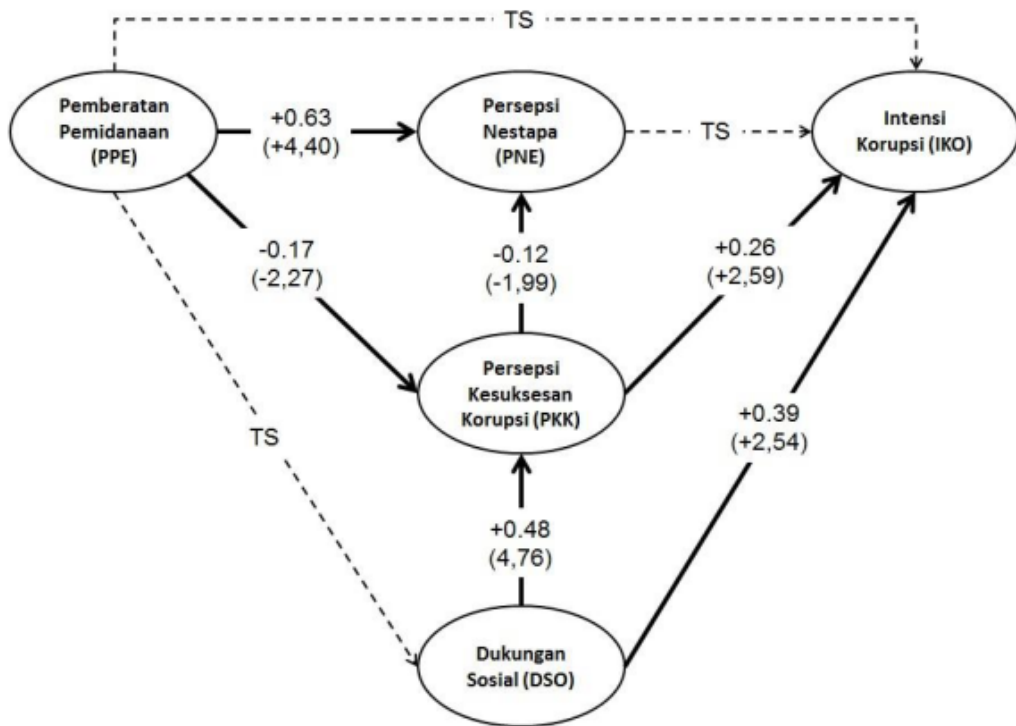 TS
Pemberatan
Pemidanaan
(PPE)
+0.63
(+4,40)
Persepsi
Nestapa
(PNE)
TS
Intensi
Korupsi (IKO)
-0.17
(-2,27)
-0.12
(-1,99)
+0.26
(+2,59)
Persepsi
Kesuksesan
Korupsi (PKK)
TS
+0.39
(+2,54)
+0.48
(4,76)
Dukungan
Sosial (DSO)